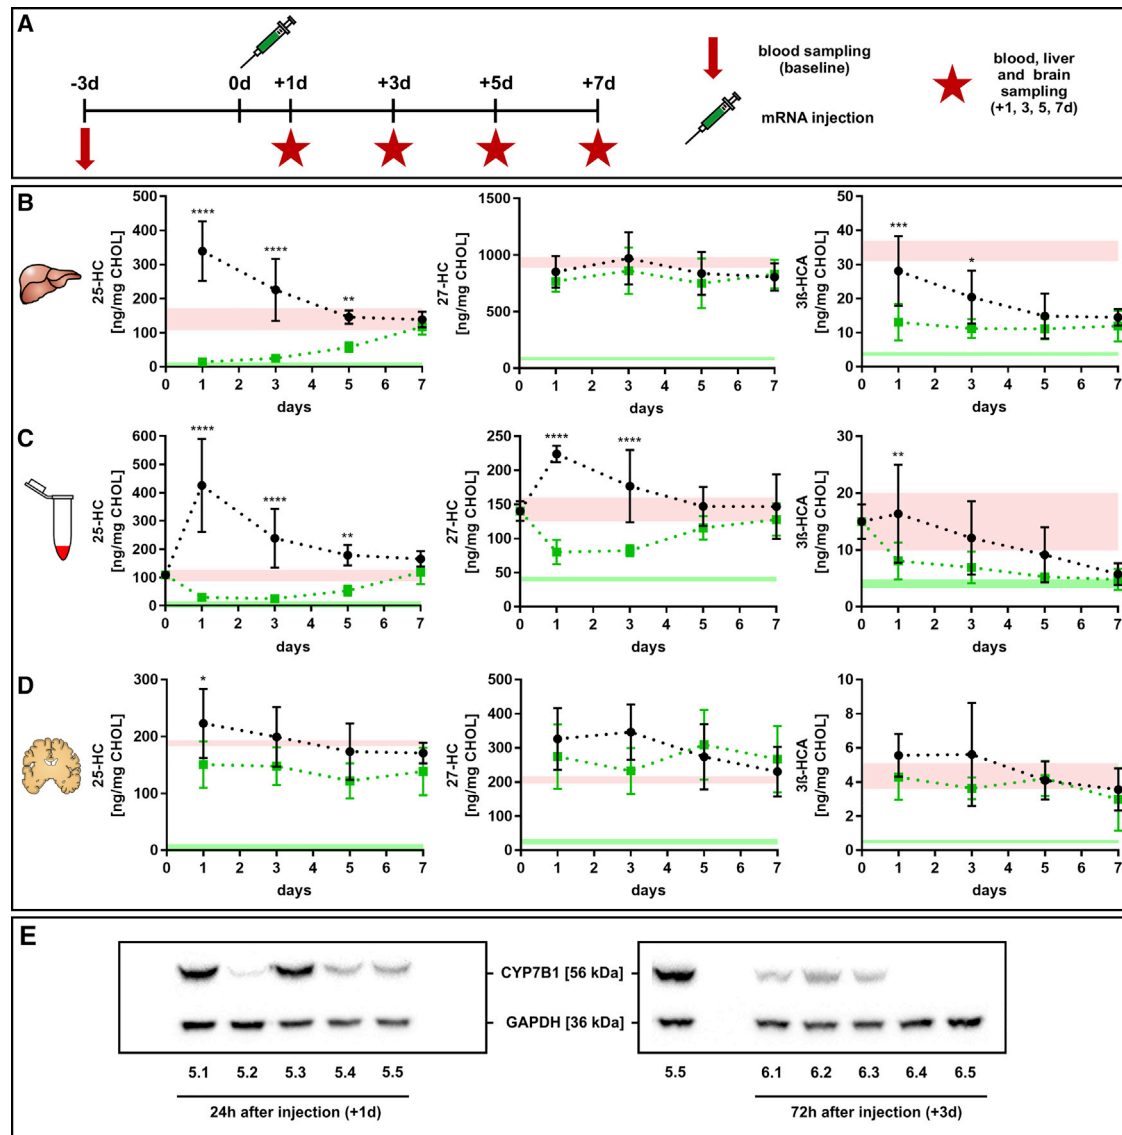 A
-3d
0d
+1d
+3d
+5d
+7d
blood sampling
(baseline)
mRNA injection
blood, liver
and brain
sampling
(+1, 3, 5, 7d)
B
25-HC
[ng/mg CHOL]
500
400
300
200
100
0
****
****
**
0 1 2 3 4 5 6 7
days
27-HC
[ng/mg CHOL]
1500
1000
500
0
0 1 2 3 4 5 6 7
days
3ß-HCA
[ng/mg CHOL]
50
40
30
20
10
0
***
*
0 1 2 3 4 5 6 7
days
C
25-HC
[ng/mg CHOL]
600
500
400
300
200
100
0
****
****
**
0 1 2 3 4 5 6 7
days
27-HC
[ng/mg CHOL]
250
200
150
100
50
0
****
****
0 1 2 3 4 5 6 7
days
3ß-HCA
[ng/mg CHOL]
30
20
10
0
**
0 1 2 3 4 5 6 7
days
D
25-HC
[ng/mg CHOL]
300
200
100
0
*
0 1 2 3 4 5 6 7
days
27-HC
[ng/mg CHOL]
500
400
300
200
100
0
0 1 2 3 4 5 6 7
days
3ß-HCA
[ng/mg CHOL]
10
8
6
4
2
0
0 1 2 3 4 5 6 7
days
E
CYP7B1 [56 kDa]
GAPDH [36 kDa]
5.1 5.2 5.3 5.4 5.5
24h after injection (+1d)
5.5 6.1 6.2 6.3 6.4 6.5
72h after injection (+3d)